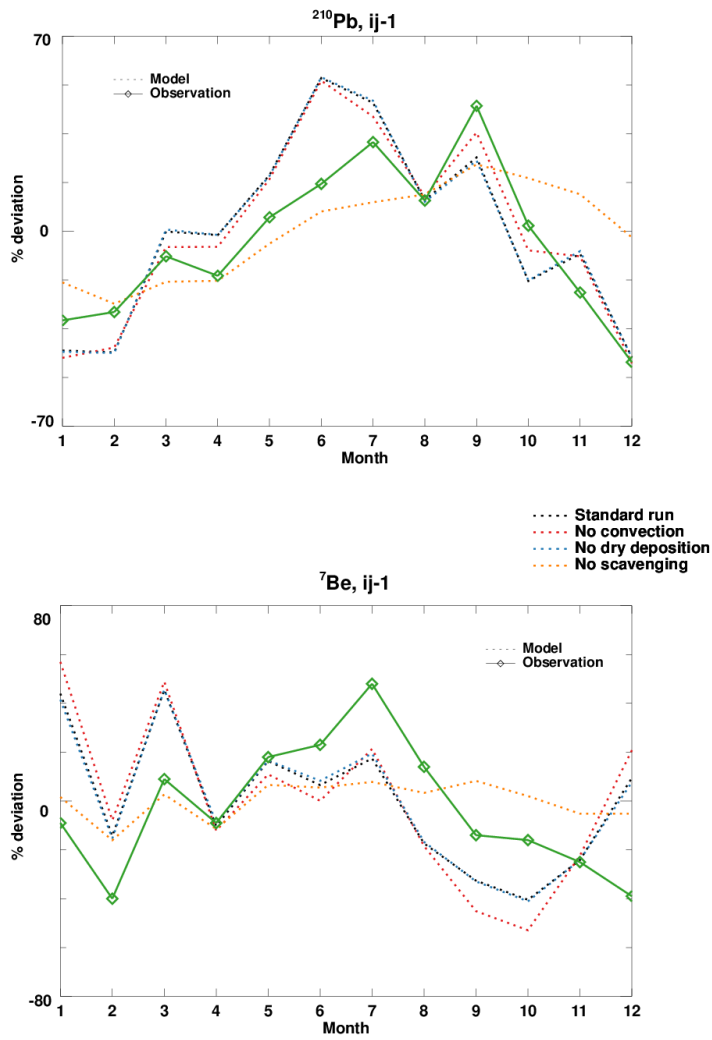 210Pb, ij-1
70
Model
Observation
% deviation
0
-70
1 2 3 4 5 6 7 8 9 10 11 12
Month
Standard run
No convection
No dry deposition
No scavenging
7Be, ij-1
80
Model
Observation
% deviation
0
-80
1 2 3 4 5 6 7 8 9 10 11 12
Month